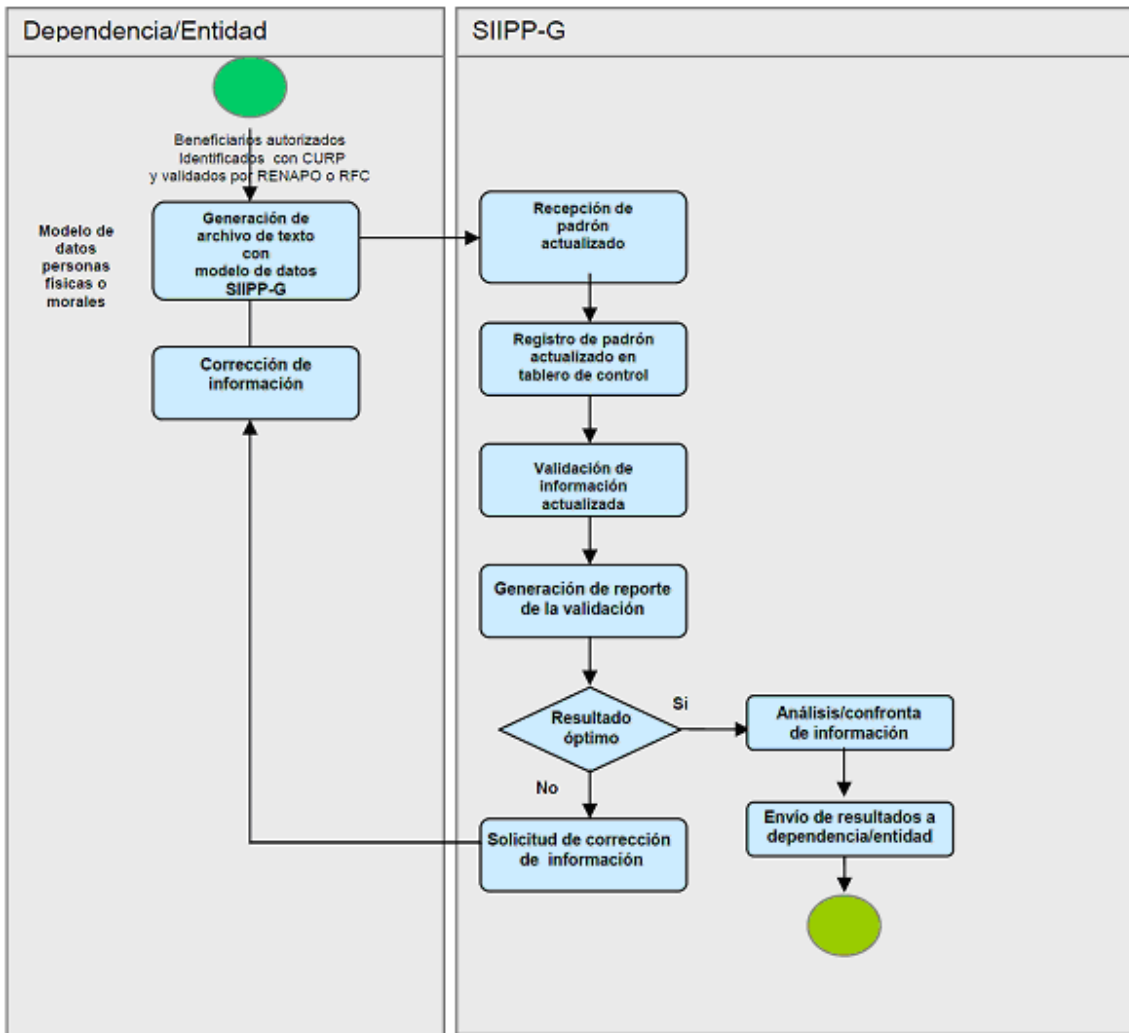 Dependencia/Entidad
SIIPP-G
Beneficiarios autorizados
Identificados con CURP
y validados por RENAPO o RFC
Modelo de
datos
personas
físicas o
morales
Generación de
archivo de texto
con
modelo de datos
SIIPP-G
Corrección de
información
Recepción de
padrón
actualizado
Registro de padrón
actualizado en
tablero de control
Validación de
información
actualizada
Generación de reporte
de la validación
Resultado
óptimo
Si
No
Análisis/confronta
de información
Envío de resultados a
dependencia/entidad
Solicitud de corrección
de información